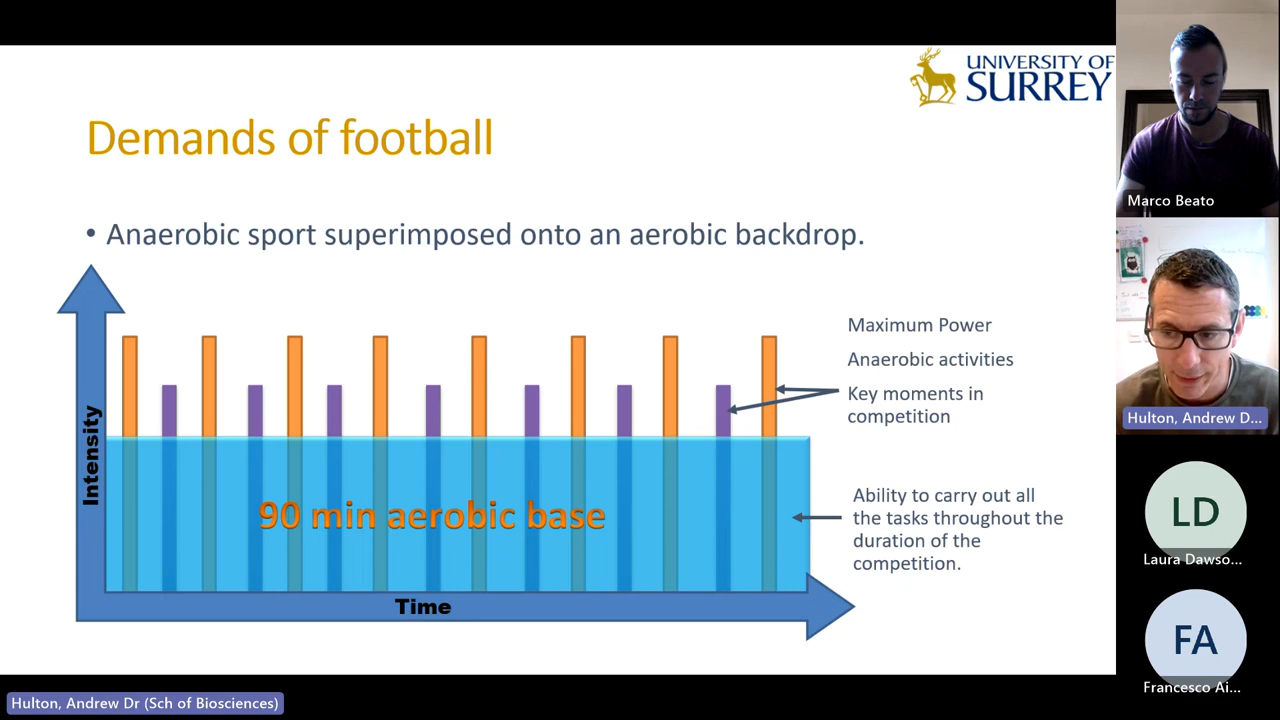 UNIVERSITY OF
SURREY
Demands of football
• Anaerobic sport superimposed onto an aerobic backdrop.
Maximum Power
Anaerobic activities
Key moments in
competition
Intensity
90 min aerobic base
Ability to carry out all
the tasks throughout the
duration of the
competition.
Time
Marco Beato
Hulton, Andrew D...
LD
Laura Dawso...
FA
Francesco Ai...
Hulton, Andrew Dr (Sch of Biosciences)